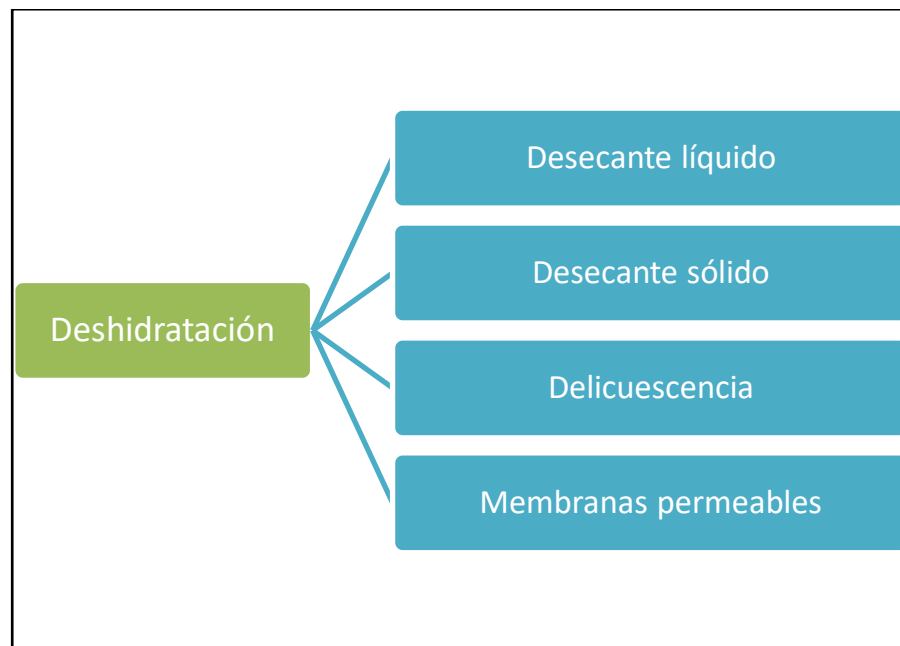 Deshidratación
Desecante líquido
Desecante sólido
Delicuescencia
Membranas permeables